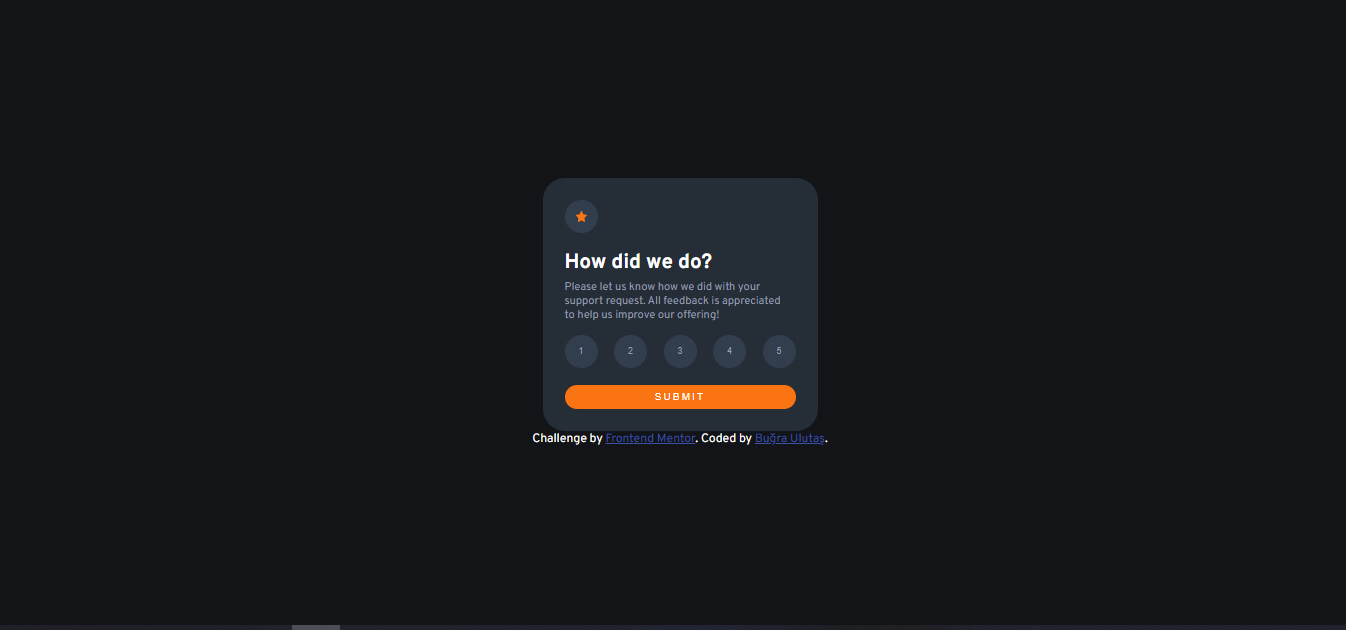 How did we do?
Please let us know how we did with your
support request. All feedback is appreciated
to help us improve our offering!
1 2 3 4 5
SUBMIT
Challenge by Frontend Mentor. Coded by Buğra Ulutaş.